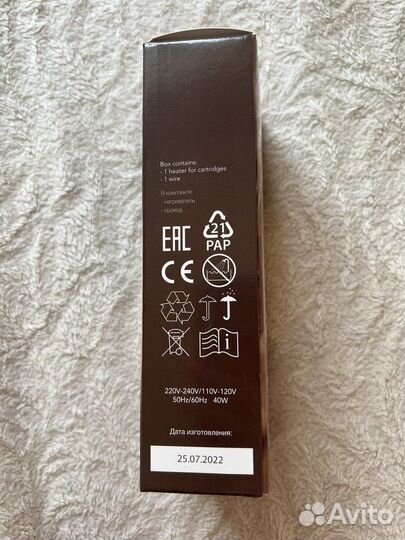 Box contains:
- 1 heater for cartridges
- 1 wire
В комплекте:
- нагреватель
- провод
EAC
21
PAP
CE
i
220V-240V/110V-120V
50Hz/60Hz 40W
Дата изготовления:
25.07.2022
Avito